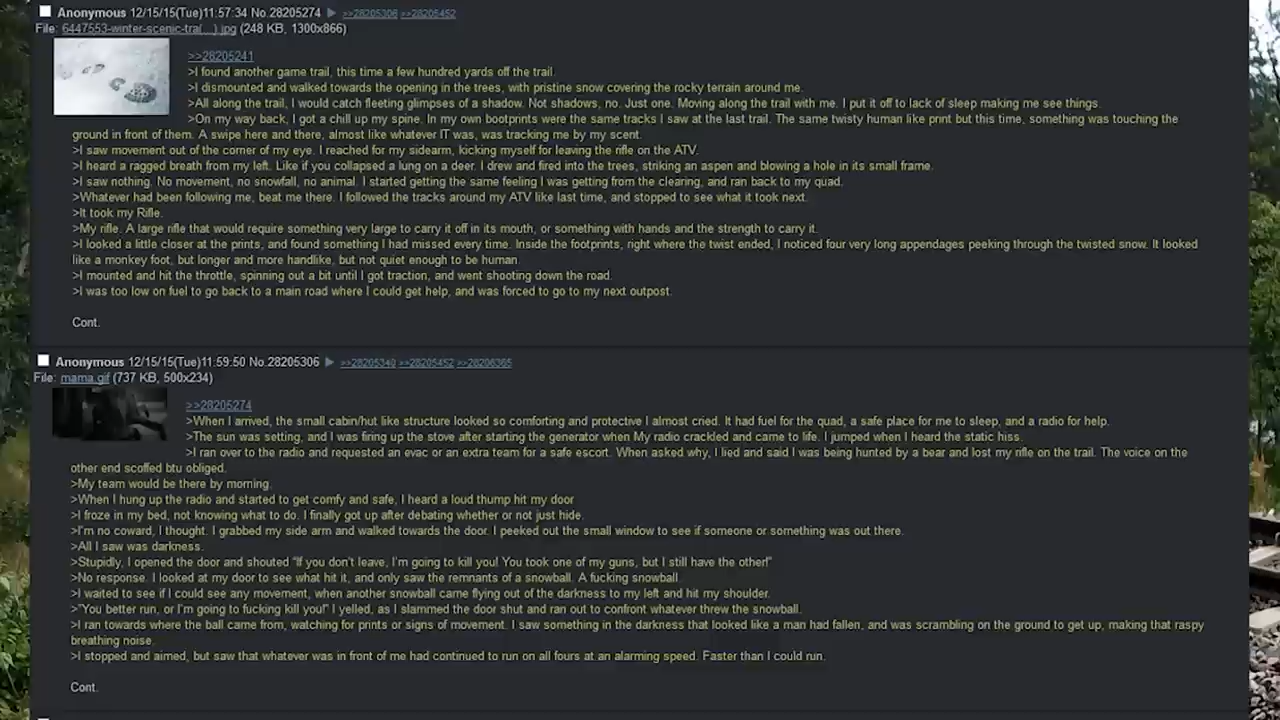 Anonymous 12/15/15(Tue)11:57:34 No.28205274 ▶ >>28205306 >>28205452
File: 6447553-winter-scenic-tra(...).jpg (248 KB, 1300x866)
>>28205241
>I found another game trail, this time a few hundred yards off the trail.
>I dismounted and walked towards the opening in the trees, with pristine snow covering the rocky terrain around me.
>All along the trail, I would catch fleeting glimpses of a shadow. Not shadows, no. Just one. Moving along the trail with me. I put it off to lack of sleep making me see things.
>On my way back, I got a chill up my spine. In my own bootprints were the same tracks I saw at the last trail. The same twisty human like print but this time, something was touching the
ground in front of them. A swipe here and there, almost like whatever IT was, was tracking me by my scent.
>I saw movement out of the corner of my eye. I reached for my sidearm, kicking myself for leaving the rifle on the ATV.
>I heard a ragged breath from my left. Like if you collapsed a lung on a deer. I drew and fired into the trees, striking an aspen and blowing a hole in its small frame.
>I saw nothing. No movement, no snowfall, no animal. I started getting the same feeling I was getting from the clearing, and ran back to my quad.
>Whatever had been following me, beat me there. I followed the tracks around my ATV like last time, and stopped to see what it took next.
>It took my Rifle.
>My rifle. A large rifle that would require something very large to carry it off in its mouth, or something with hands and the strength to carry it.
>I looked a little closer at the prints, and found something I had missed every time. Inside the footprints, right where the twist ended, I noticed four very long appendages peeking through the twisted snow. It looked
like a monkey foot, but longer and more handlike, but not quiet enough to be human.
>I mounted and hit the throttle, spinning out a bit until I got traction, and went shooting down the road.
>I was too low on fuel to go back to a main road where I could get help, and was forced to go to my next outpost.
Cont.
Anonymous 12/15/15(Tue)11:59:50 No.28205306 ▶ >>28205340 >>28205452 >>28206365
File: mama.gif (737 KB, 500x234)
>>28205274
>When I arrived, the small cabin/hut like structure looked so comforting and protective I almost cried. It had fuel for the quad, a safe place for me to sleep, and a radio for help.
>The sun was setting, and I was firing up the stove after starting the generator when My radio crackled and came to life. I jumped when I heard the static hiss.
>I ran over to the radio and requested an evac or an extra team for a safe escort. When asked why, I lied and said I was being hunted by a bear and lost my rifle on the trail. The voice on the
other end scoffed btu obliged.
>My team would be there by morning.
>When I hung up the radio and started to get comfy and safe, I heard a loud thump hit my door
>I froze in my bed, not knowing what to do. I finally got up after debating whether or not just hide.
>I'm no coward, I thought. I grabbed my side arm and walked towards the door. I peeked out the small window to see if someone or something was out there.
>All I saw was darkness.
>Stupidly, I opened the door and shouted "If you don't leave, I'm going to kill you! You took one of my guns, but I still have the other!"
>No response. I looked at my door to see what hit it, and only saw the remnants of a snowball. A fucking snowball.
>I waited to see if I could see any movement, when another snowball came flying out of the darkness to my left and hit my shoulder.
>"You better run, or I'm going to fucking kill you!" I yelled, as I slammed the door shut and ran out to confront whatever threw the snowball.
>I ran towards where the ball came from, watching for prints or signs of movement. I saw something in the darkness that looked like a man had fallen, and was scrambling on the ground to get up, making that raspy
breathing noise.
>I stopped and aimed, but saw that whatever was in front of me had continued to run on all fours at an alarming speed. Faster than I could run.
Cont.